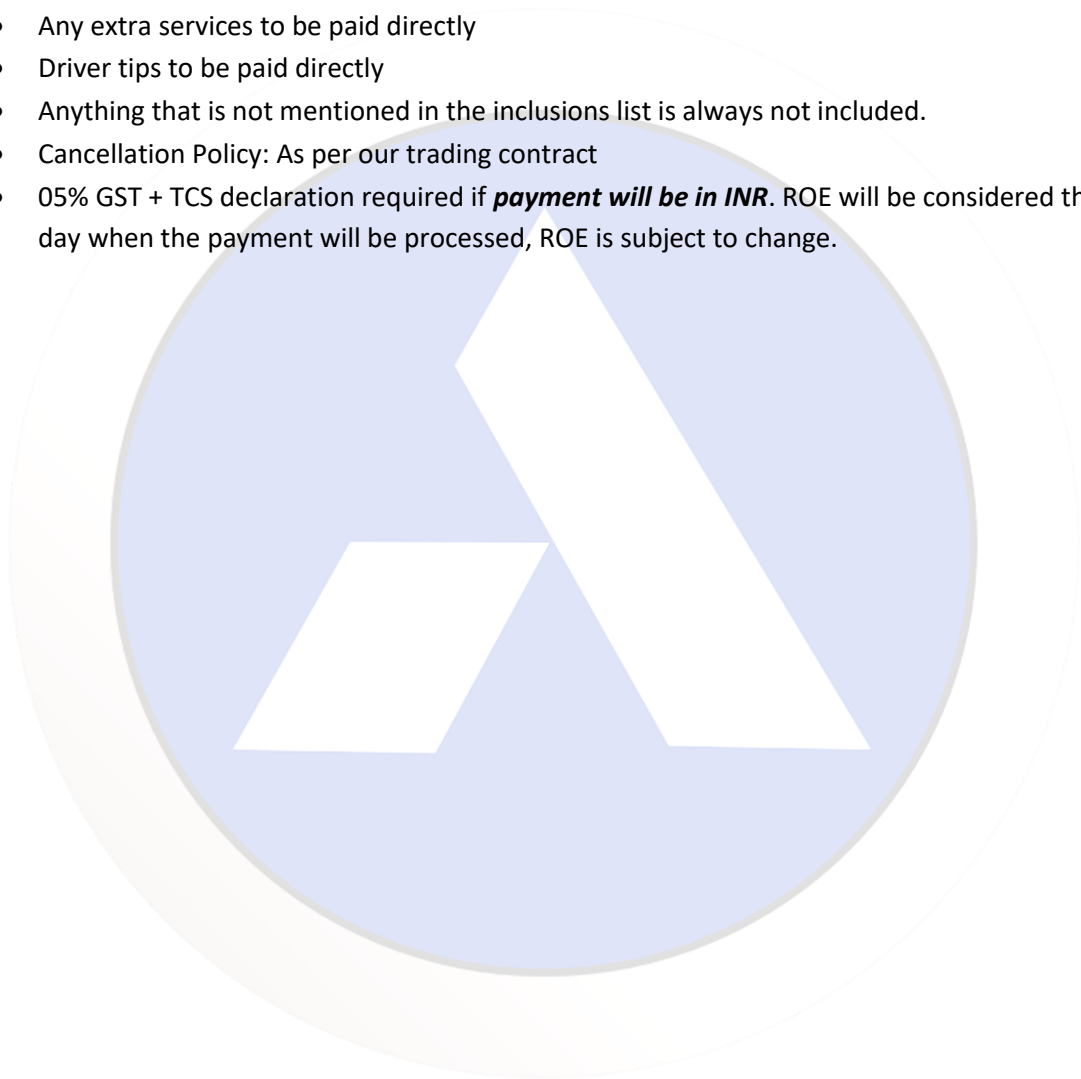 • Any extra services to be paid directly
• Driver tips to be paid directly
• Anything that is not mentioned in the inclusions list is always not included.
• Cancellation Policy: As per our trading contract
• 05% GST + TCS declaration required if payment will be in INR. ROE will be considered th
day when the payment will be processed, ROE is subject to change.